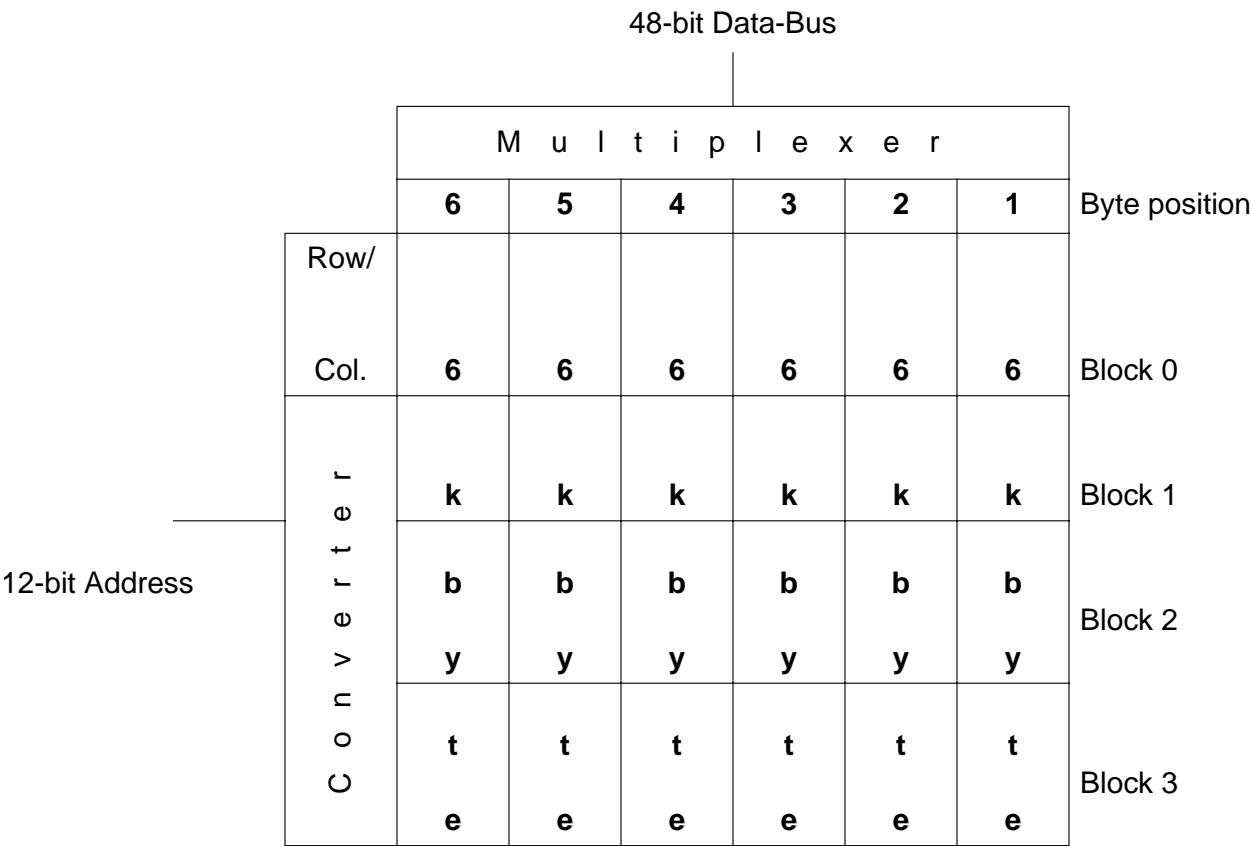 48-bit Data-Bus
M u l t i p l e x e r
6 5 4 3 2 1 Byte position
Row/
Col. 6 6 6 6 6 6 Block 0
k k k k k k Block 1
12-bit Address
C o n v e r t e r
b b b b b b
Block 2
y y y y y y
t t t t t t
Block 3
e e e e e e